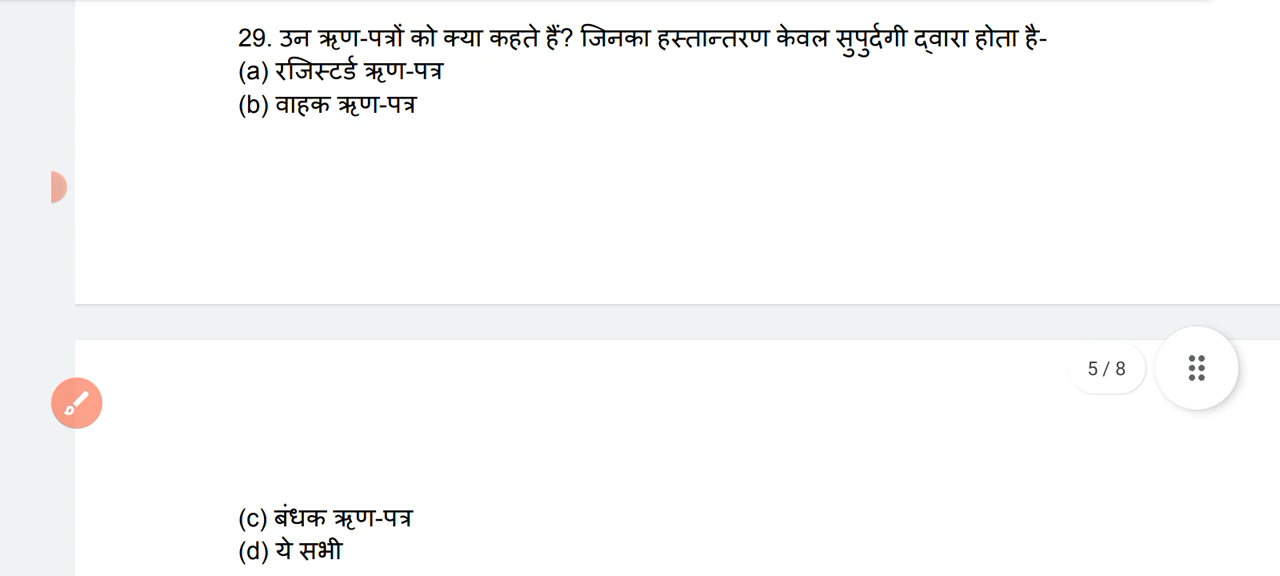 29. उन ऋण-पत्रों को क्या कहते हैं? जिनका हस्तान्तरण केवल सुपुर्दगी द्वारा होता है-
(a) रजिस्टर्ड ऋण-पत्र
(b) वाहक ऋण-पत्र
5 / 8
(c) बंधक ऋण-पत्र
(d) ये सभी